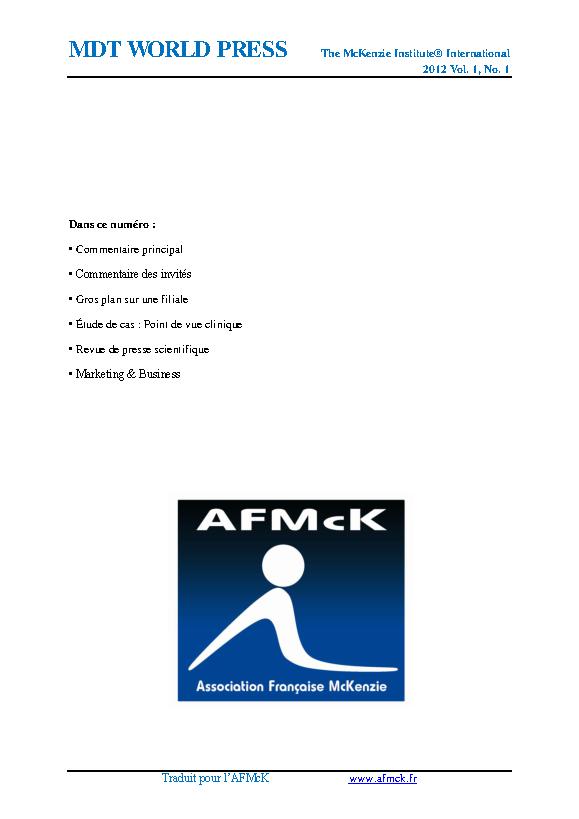 MDT WORLD PRESS
The McKenzie Institute® International
2012 Vol. 1, No. 1
Dans ce numéro :
• Commentaire principal
• Commentaire des invités
• Gros plan sur une filiale
• Étude de cas : Point de vue clinique
• Revue de presse scientifique
• Marketing & Business
AFMcK
Association Française McKenzie
Traduit pour l'AFMcK www.afmck.fr